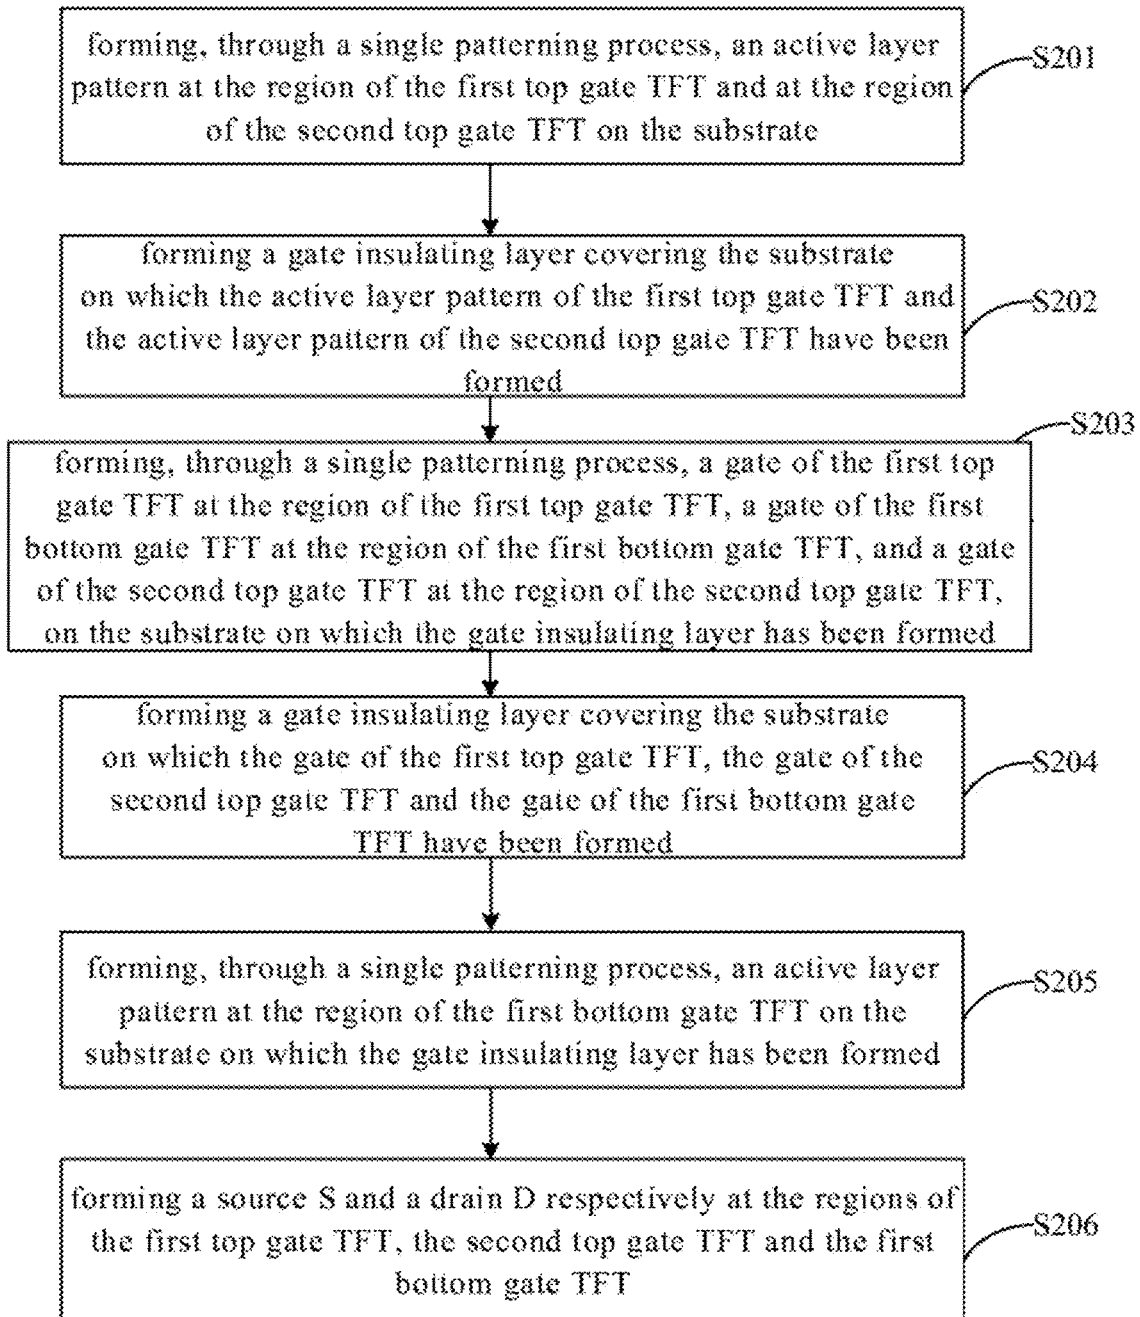 forming, through a single patterning process, an active layer
pattern at the region of the first top gate TFT and at the region
of the second top gate TFT on the substrate
S201
forming a gate insulating layer covering the substrate
on which the active layer pattern of the first top gate TFT and
the active layer pattern of the second top gate TFT have been
formed
S202
forming, through a single patterning process, a gate of the first top
gate TFT at the region of the first top gate TFT, a gate of the first
bottom gate TFT at the region of the first bottom gate TFT, and a gate
of the second top gate TFT at the region of the second top gate TFT,
on the substrate on which the gate insulating layer has been formed
S203
forming a gate insulating layer covering the substrate
on which the gate of the first top gate TFT, the gate of the
second top gate TFT and the gate of the first bottom gate
TFT have been formed
S204
forming, through a single patterning process, an active layer
pattern at the region of the first bottom gate TFT on the
substrate on which the gate insulating layer has been formed
S205
forming a source S and a drain D respectively at the regions of
the first top gate TFT, the second top gate TFT and the first
bottom gate TFT
S206